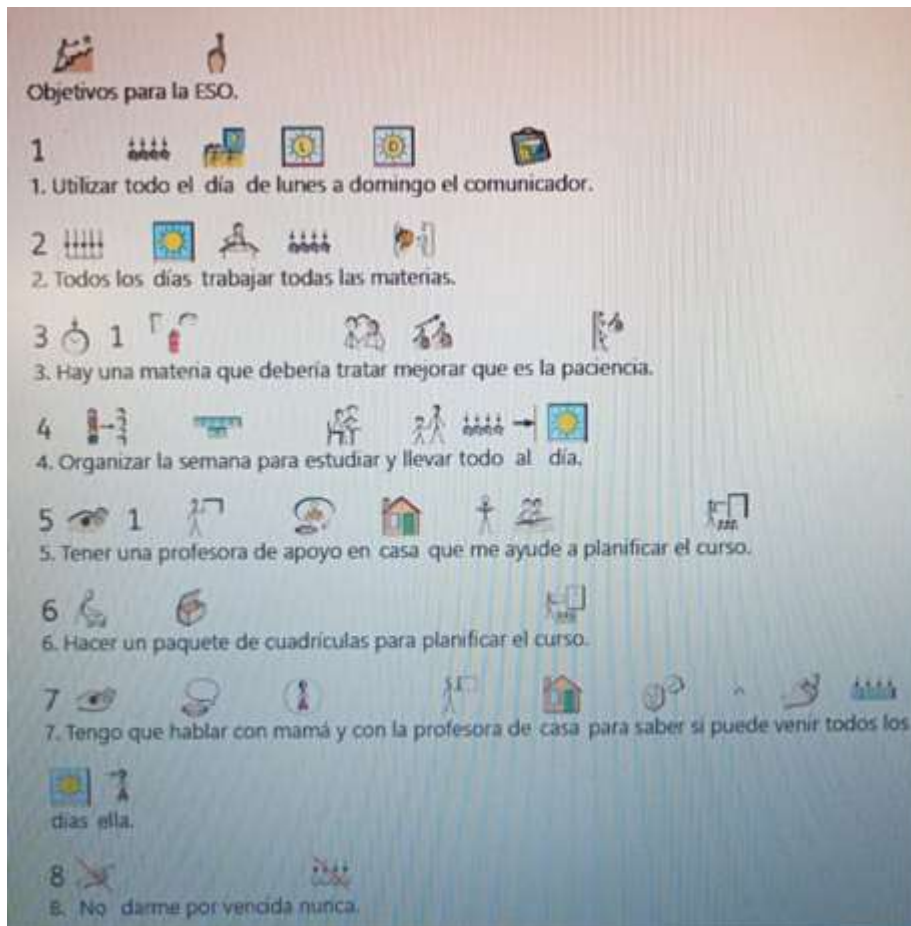 Objetivos para la ESO.
1
1. Utilizar todo el día de lunes a domingo el comunicador.
2
2. Todos los días trabajar todas las materias.
3 1
3. Hay una materia que debería tratar mejorar que es la paciencia.
4
4. Organizar la semana para estudiar y llevar todo al día.
5 1
5. Tener una profesora de apoyo en casa que me ayude a planificar el curso.
6
6. Hacer un paquete de cuadrículas para planificar el curso.
7
7. Tengo que hablar con mamá y con la profesora de casa para saber si puede venir todos los
días ella.
8
8. No darme por vencida nunca.